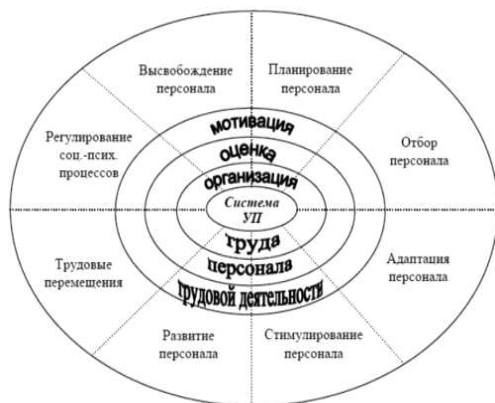 Высвобождение
персонала
Планирование
персонала
Регулирование
соц.-псих.
процессов
Отбор
персонала
мотивация
оценка
организация
Система
УП
труда
персонала
трудовой деятельности
Трудовые
перемещения
Адаптация
персонала
Развитие
персонала
Стимулирование
персонала